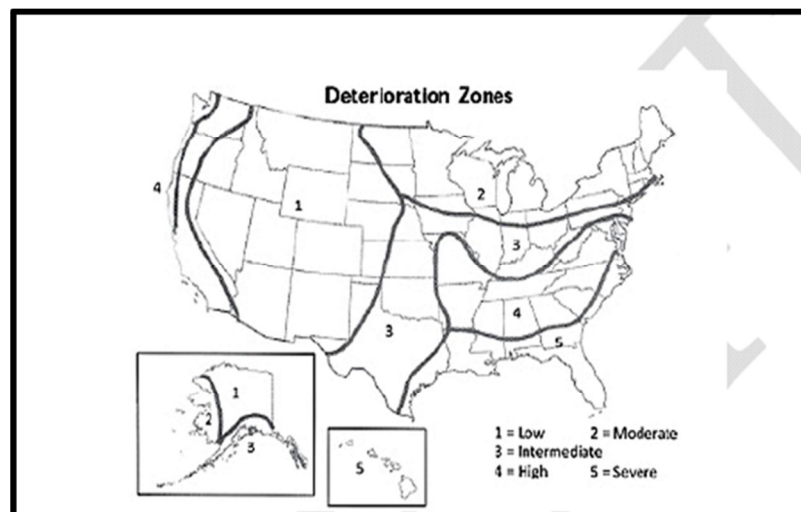 Deterioration Zones
4
1
2
3
4
3
5
1
2
3
5
1 = Low 2 = Moderate
3 = Intermediate
4 = High 5 = Severe